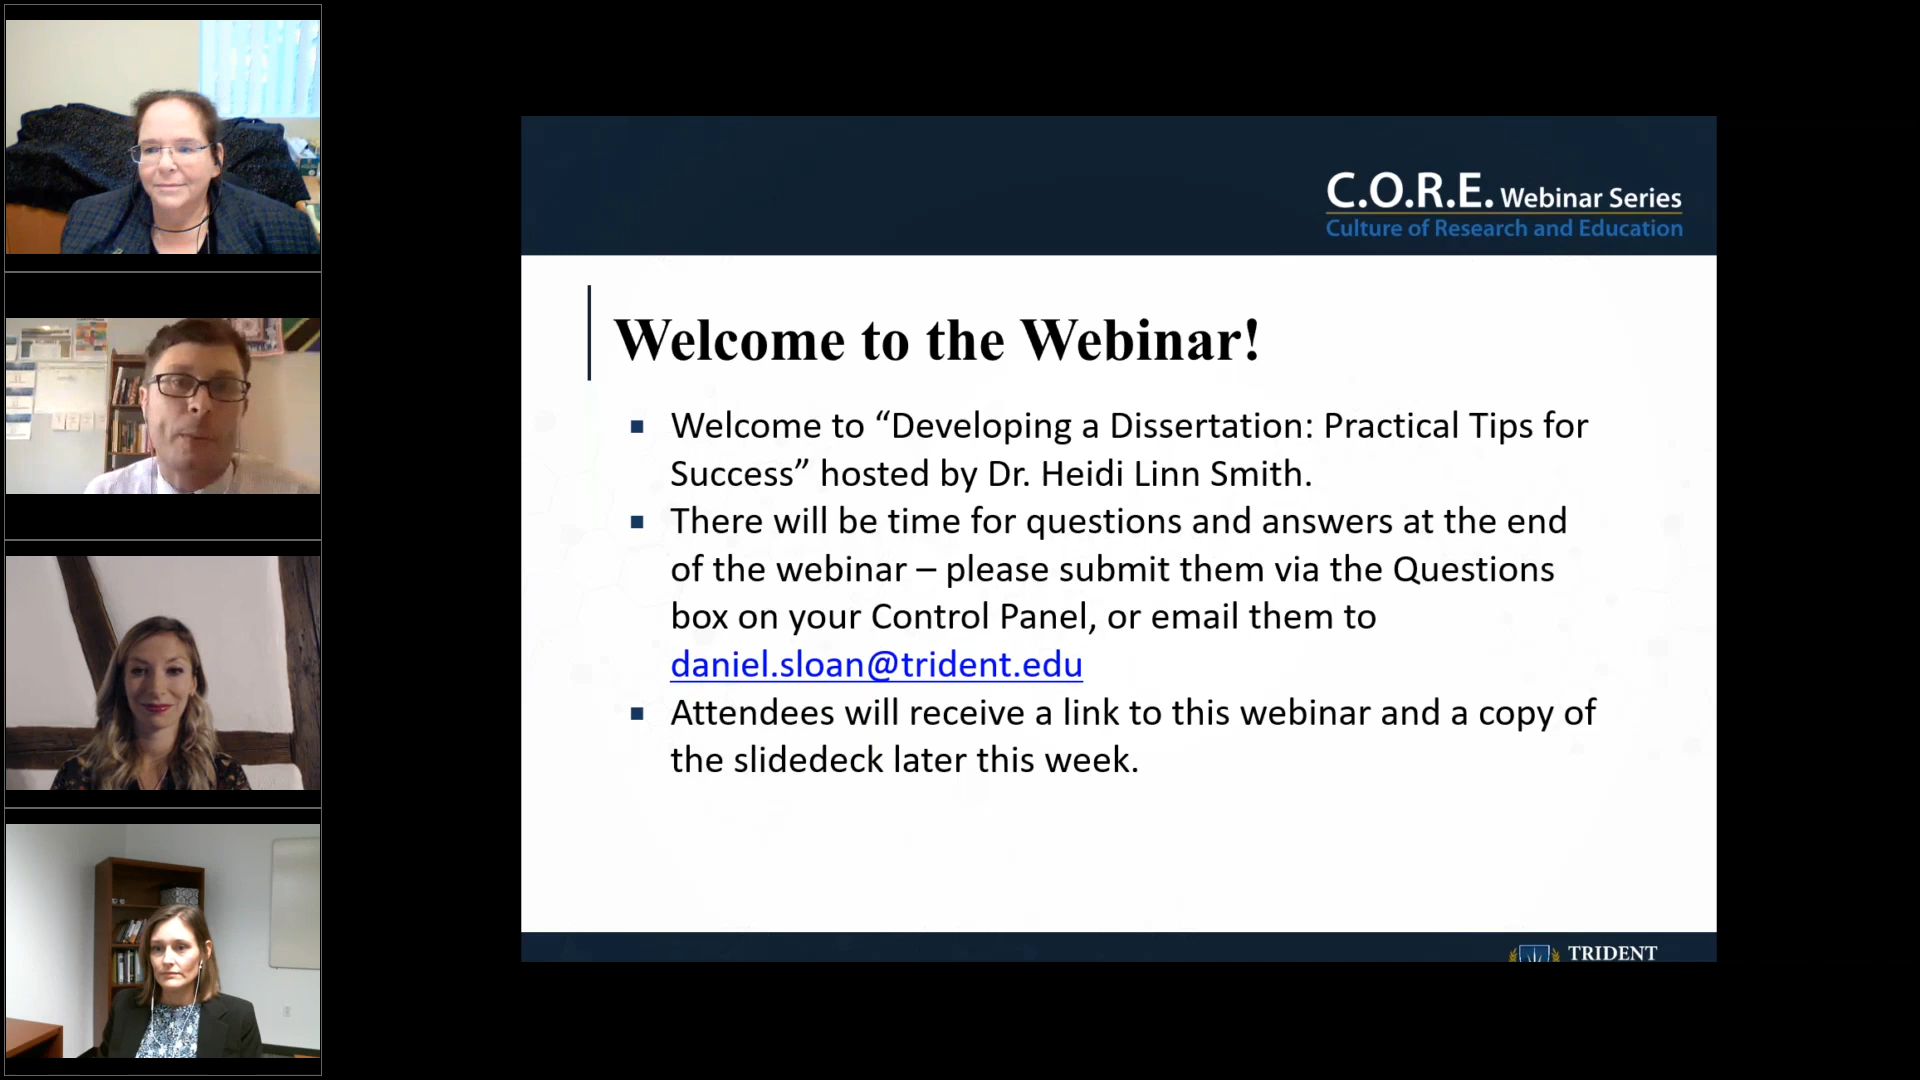 C.O.R.E. Webinar Series
Culture of Research and Education
Welcome to the Webinar!
▪ Welcome to “Developing a Dissertation: Practical Tips for
Success” hosted by Dr. Heidi Linn Smith.
▪ There will be time for questions and answers at the end
of the webinar – please submit them via the Questions
box on your Control Panel, or email them to
daniel.sloan@trident.edu
▪ Attendees will receive a link to this webinar and a copy of
the slidedeck later this week.
TRIDENT